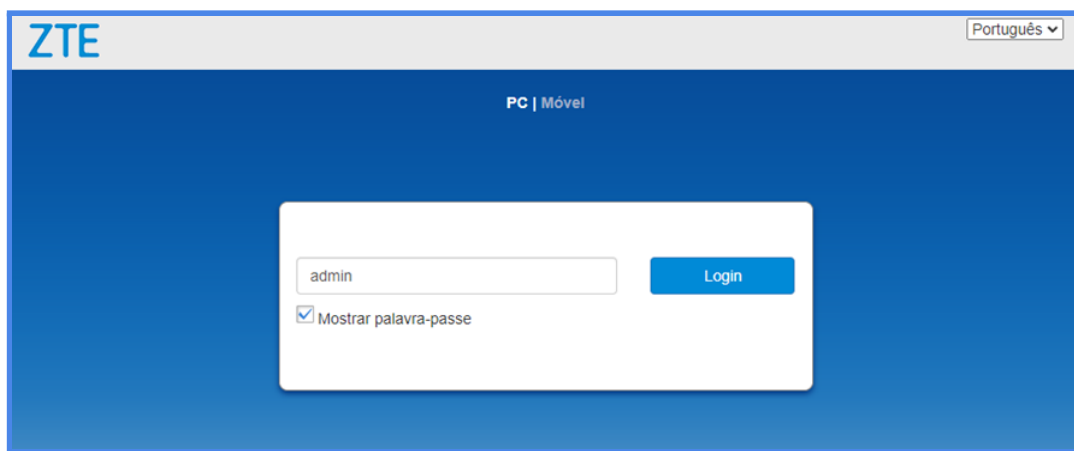 ZTE
Português
PC | Móvel
admin
Login
Mostrar palavra-passe